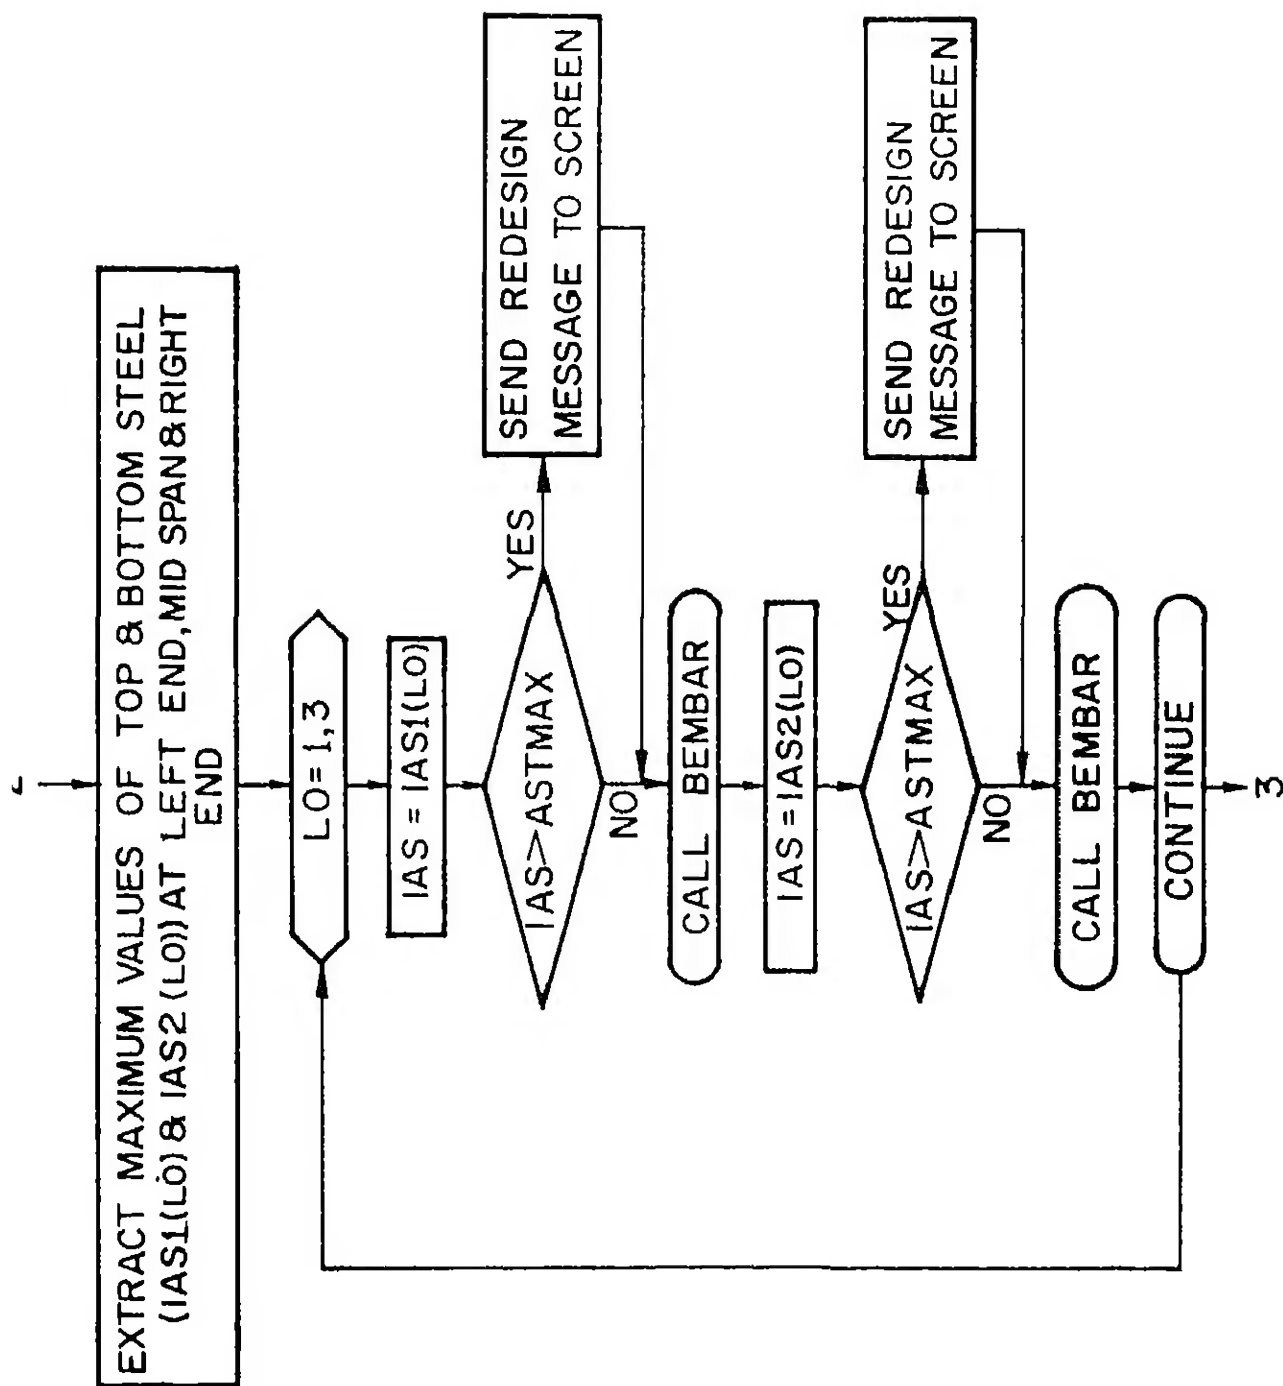 EXTRACT MAXIMUM VALUES OF TOP & BOTTOM STEEL
(IAS1(LO) & IAS2(LO)) AT LEFT END, MID SPAN & RIGHT
END
LO = 1,3
IAS = IAS1(LO)
IAS>ASTMAX
YES
SEND REDESIGN
MESSAGE TO SCREEN
NO
CALL BEMBAR
IAS = IAS2(LO)
IAS>ASTMAX
YES
SEND REDESIGN
MESSAGE TO SCREEN
NO
CALL BEMBAR
CONTINUE
3